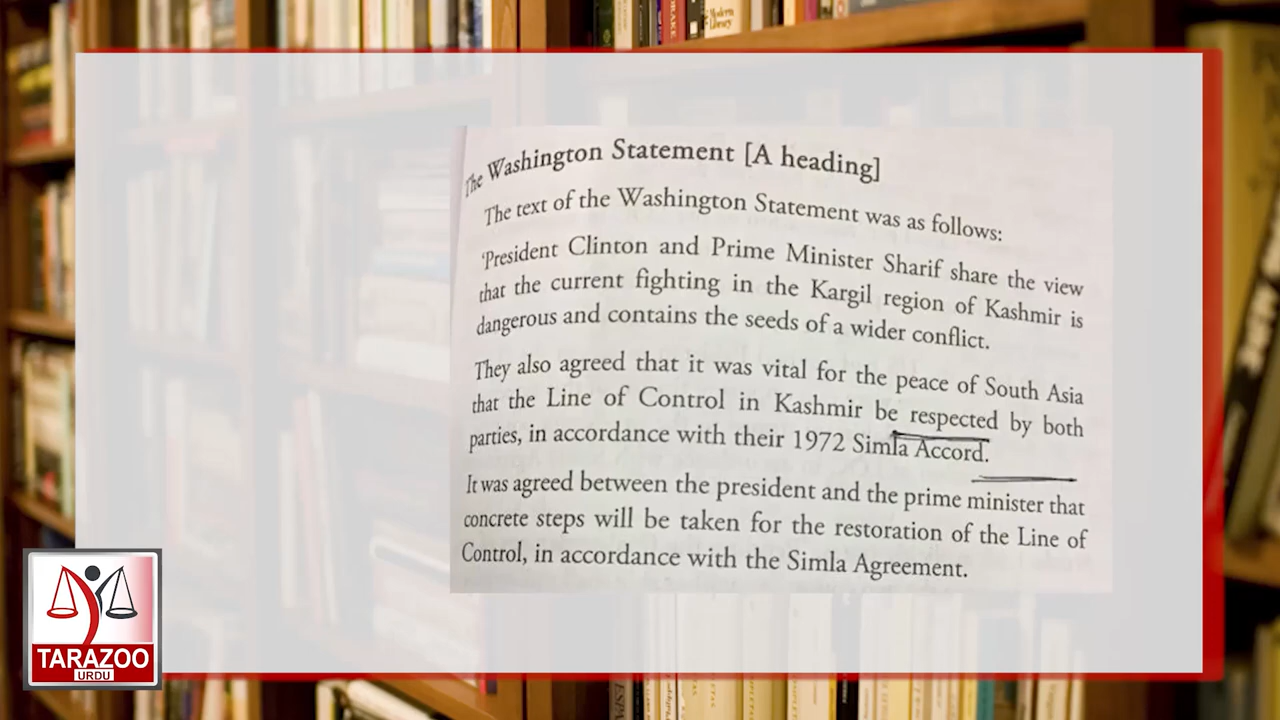 Modern
Library
The Washington Statement [A heading]
The text of the Washington Statement was as follows:
'President Clinton and Prime Minister Sharif share the view
that the current fighting in the Kargil region of Kashmir is
dangerous and contains the seeds of a wider conflict.
They also agreed that it was vital for the peace of South Asia
that the Line of Control in Kashmir be respected by both
parties, in accordance with their 1972 Simla Accord.
It was agreed between the president and the prime minister that
concrete steps will be taken for the restoration of the Line of
Control, in accordance with the Simla Agreement.
TARAZOO
URDU